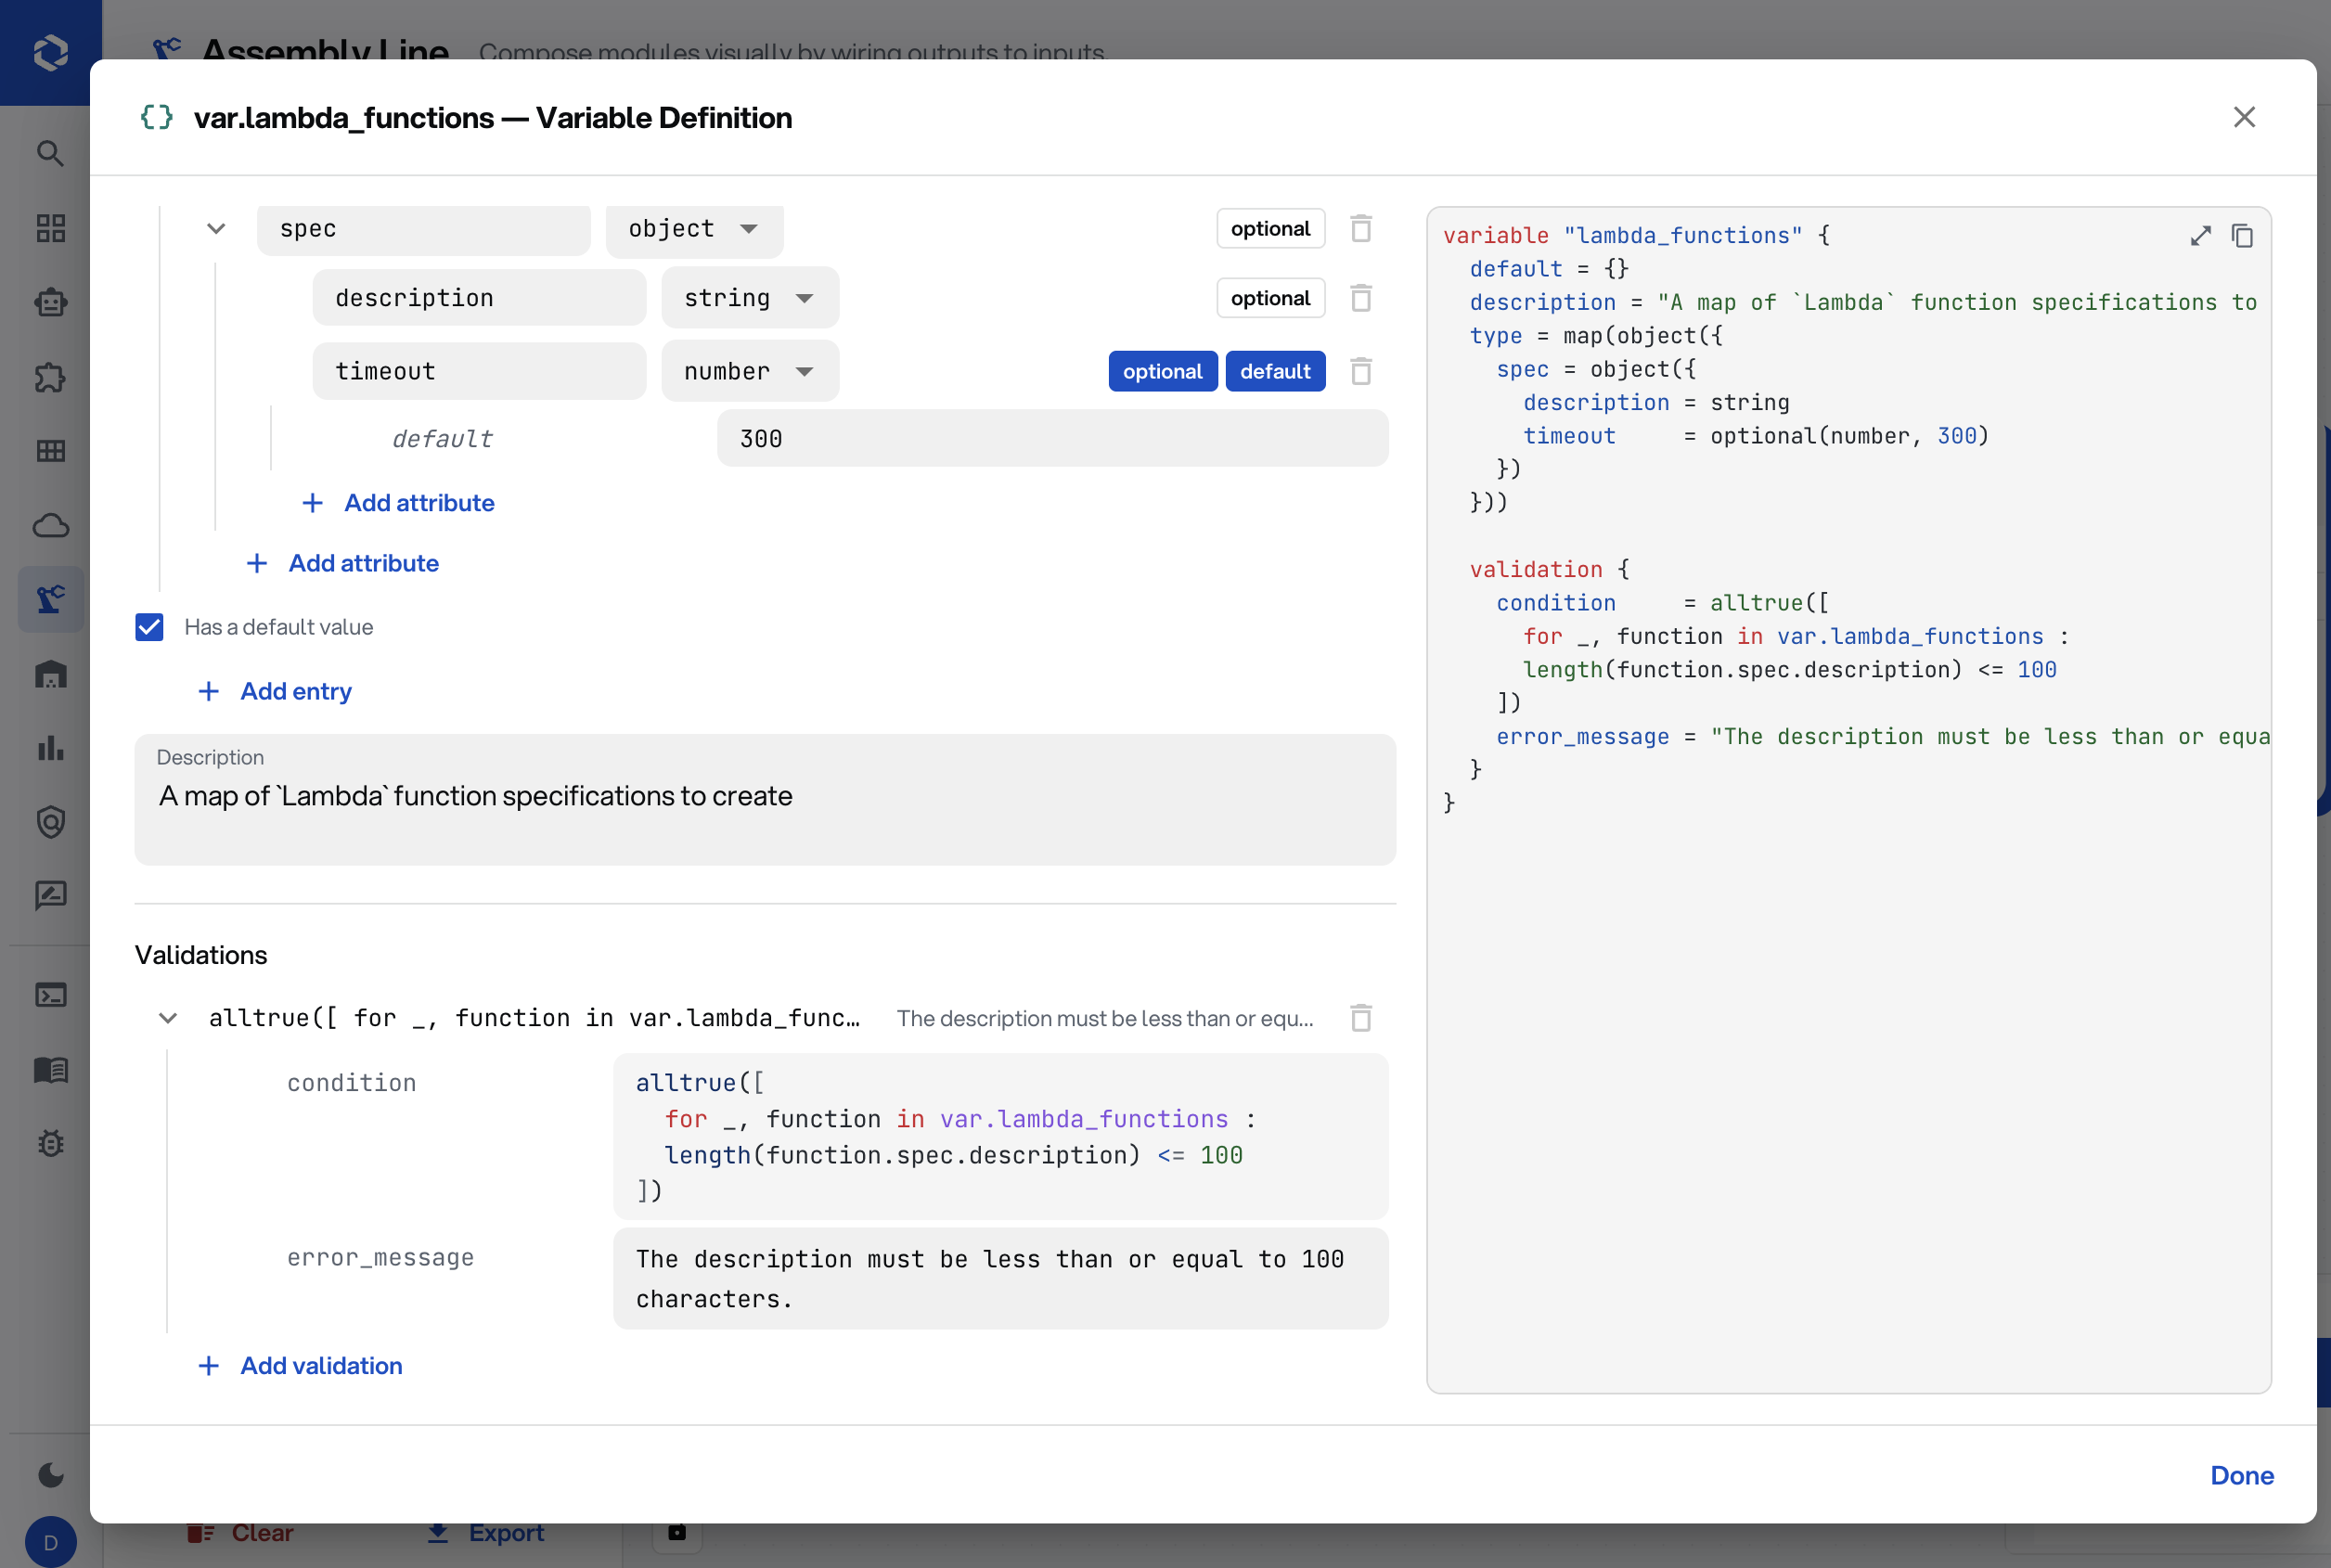 Assembly Line Compose modules visually by wiring outputs to inputs.
var.lambda_functions — Variable Definition
spec object optional
description string optional
timeout number optional default
default 300
Add attribute
Add attribute
Has a default value
Add entry
Description
A map of `Lambda` function specifications to create
Validations
alltrue([ for _, function in var.lambda_func… The description must be less than or equ...
condition
alltrue([
  for _, function in var.lambda_functions :
  length(function.spec.description) <= 100
])
error_message
The description must be less than or equal to 100
characters.
Add validation
variable "lambda_functions" {
  default = {}
  description = "A map of `Lambda` function specifications to
  type = map(object({
    spec = object({
      description = string
      timeout     = optional(number, 300)
    })
  }))
  validation {
    condition     = alltrue([
      for _, function in var.lambda_functions :
      length(function.spec.description) <= 100
    ])
    error_message = "The description must be less than or equa
  }
}
Done
D
Clear
Export